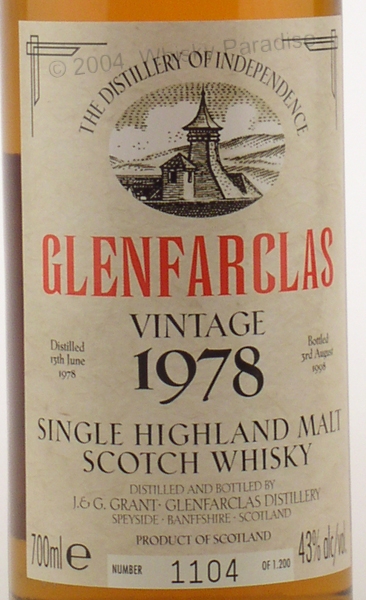 © 2004 Whisky Paradise
THE DISTILLERY OF INDEPENDENCE
GLENFARCLAS
VINTAGE
1978
Distilled
13th June
1978
Bottled
3rd August
1998
SINGLE HIGHLAND MALT
SCOTCH WHISKY
DISTILLED AND BOTTLED BY
J. & G. GRANT · GLENFARCLAS DISTILLERY
SPEYSIDE · BANFFSHIRE · SCOTLAND
PRODUCT OF SCOTLAND
700ml e
43% alc/vol.
NUMBER 1104 OF 1.200